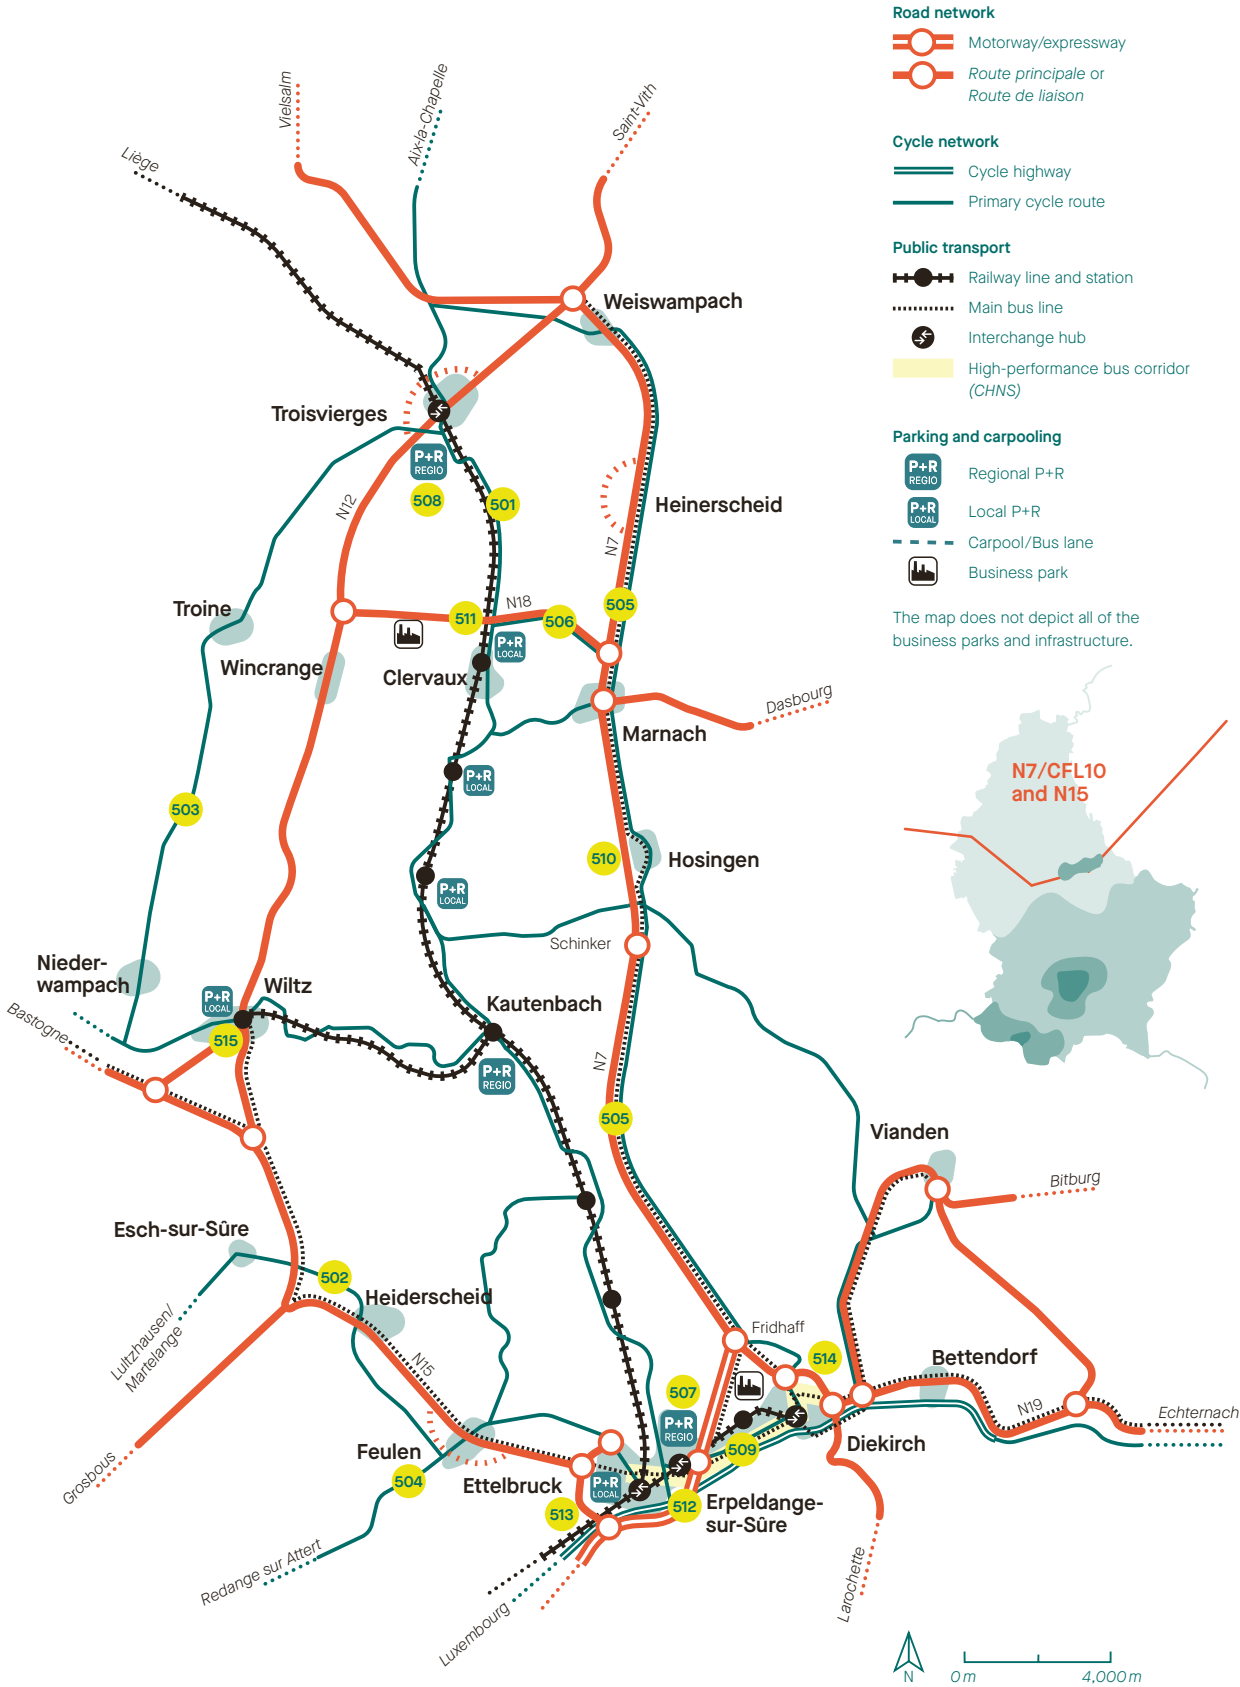 Road network
Motorway/expressway
Route principale or
Route de liaison
Cycle network
Cycle highway
Primary cycle route
Public transport
Railway line and station
Main bus line
Interchange hub
High-performance bus corridor
(CHNS)
Parking and carpooling
P+R
REGIO
Regional P+R
P+R
LOCAL
Local P+R
Carpool/Bus lane
Business park
The map does not depict all of the
business parks and infrastructure.
N7/CFL10
and N15
Vielsalm
Aix-la-Chapelle
Saint-Vith
Liège
Weiswampach
Troisvierges
P+R
REGIO
508
501
N12
Heinerscheid
N7
505
Troine
N18
511
506
P+R
LOCAL
Wincrange
Clervaux
Dasbourg
Marnach
P+R
LOCAL
503
510
Hosingen
P+R
LOCAL
Schinker
Nieder-
wampach
Wiltz
P+R
LOCAL
Bastogne
515
Kautenbach
P+R
REGIO
N7
505
Vianden
Bitburg
Esch-sur-Sûre
502
Heiderscheid
Lultzhausen/
Martelange
N15
Fridhaff
514
Bettendorf
507
P+R
REGIO
N19
Echternach
Grosbous
Feulen
504
509
Diekirch
Ettelbruck
P+R
LOCAL
513
512
Erpeldange-
sur-Sûre
Redange sur Attert
Larochette
Luxembourg
N
0 m
4,000 m